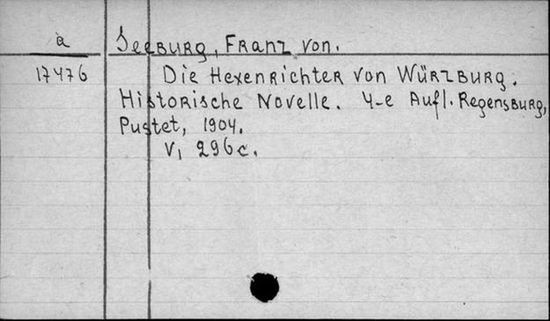 a Seeburg, Franz von.
17476 Die Hexenrichter von Würzburg.
Historische Novelle. 4-e Aufl. Regensburg,
Pustet, 1904.
V, 296 c.